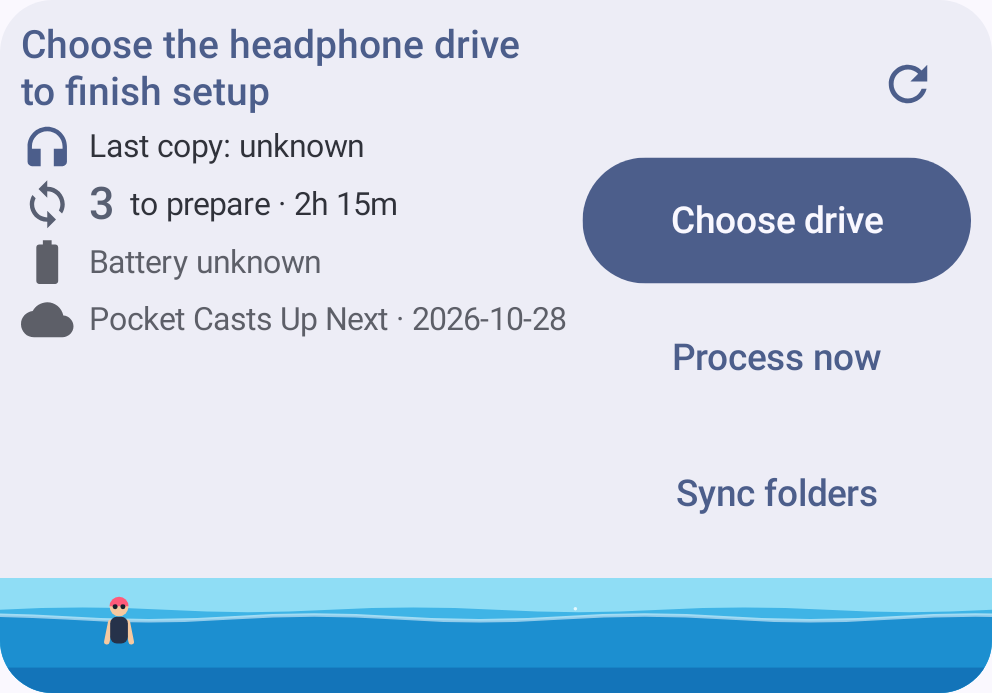 Choose the headphone drive
to finish setup
Last copy: unknown
3 to prepare · 2h 15m
Battery unknown
Pocket Casts Up Next · 2026-10-28
Choose drive
Process now
Sync folders